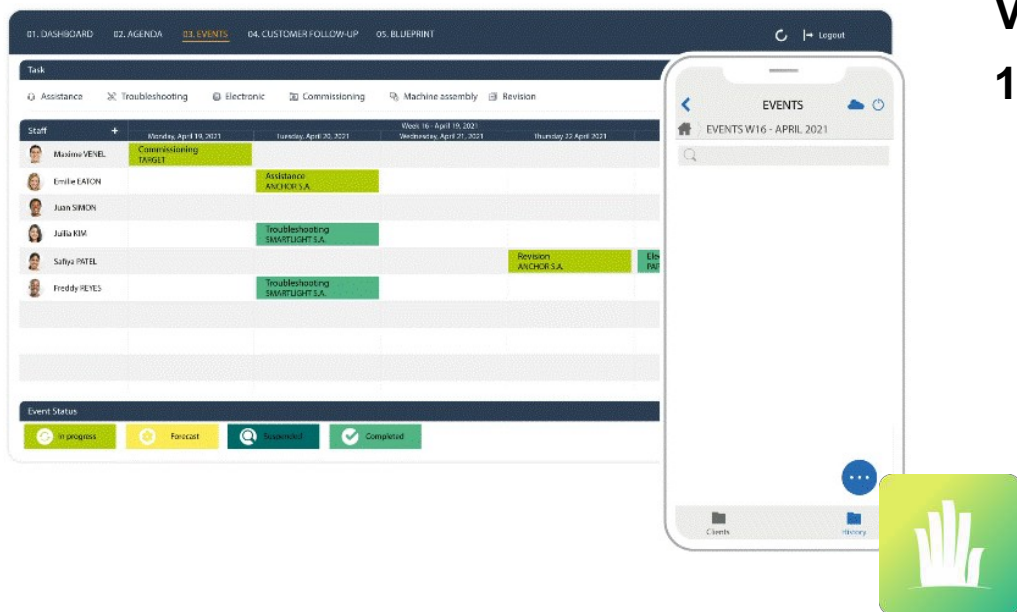 01. DASHBOARD 02. AGENDA 03. EVENTS 04. CUSTOMER FOLLOW-UP 05. BLUEPRINT Logout
Task
Assistance Troubleshooting Electronic Commissioning Machine assembly Revision
Staff +
Week 16 - April 19, 2021
Monday, April 19, 2021 Tuesday, April 20, 2021 Wednesday, April 21, 2021 Thursday 22 April 2021
Maxime VENEL
Commissioning
TARGET
Emilie EATON
Assistance
ANCHOR S.A.
Juan SIMON
Juilia KIM
Troubleshooting
SMARTLIGHT S.A.
Safiya PATEL
Revision
ANCHOR S.A.
Ele
PAI
Freddy REYES
Troubleshooting
SMARTLIGHT S.A.
Event Status
In progress Forecast Suspended Completed
EVENTS
EVENTS W16 - APRIL 2021
Clients History
V
1